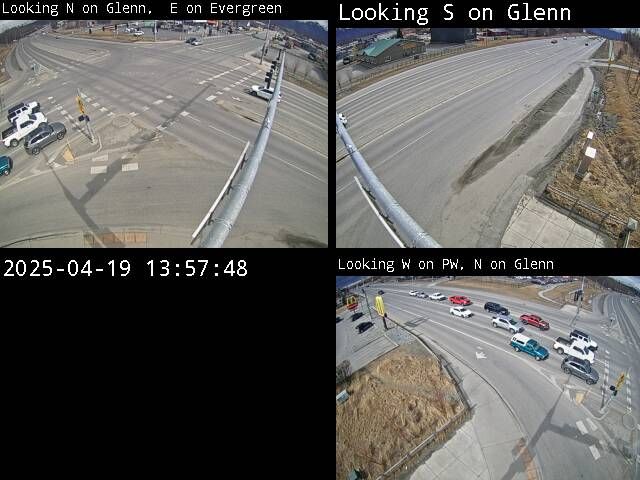 Looking N on Glenn,  E on Evergreen
Looking S on Glenn
2025-04-19 13:57:48
Looking W on PW, N on Glenn